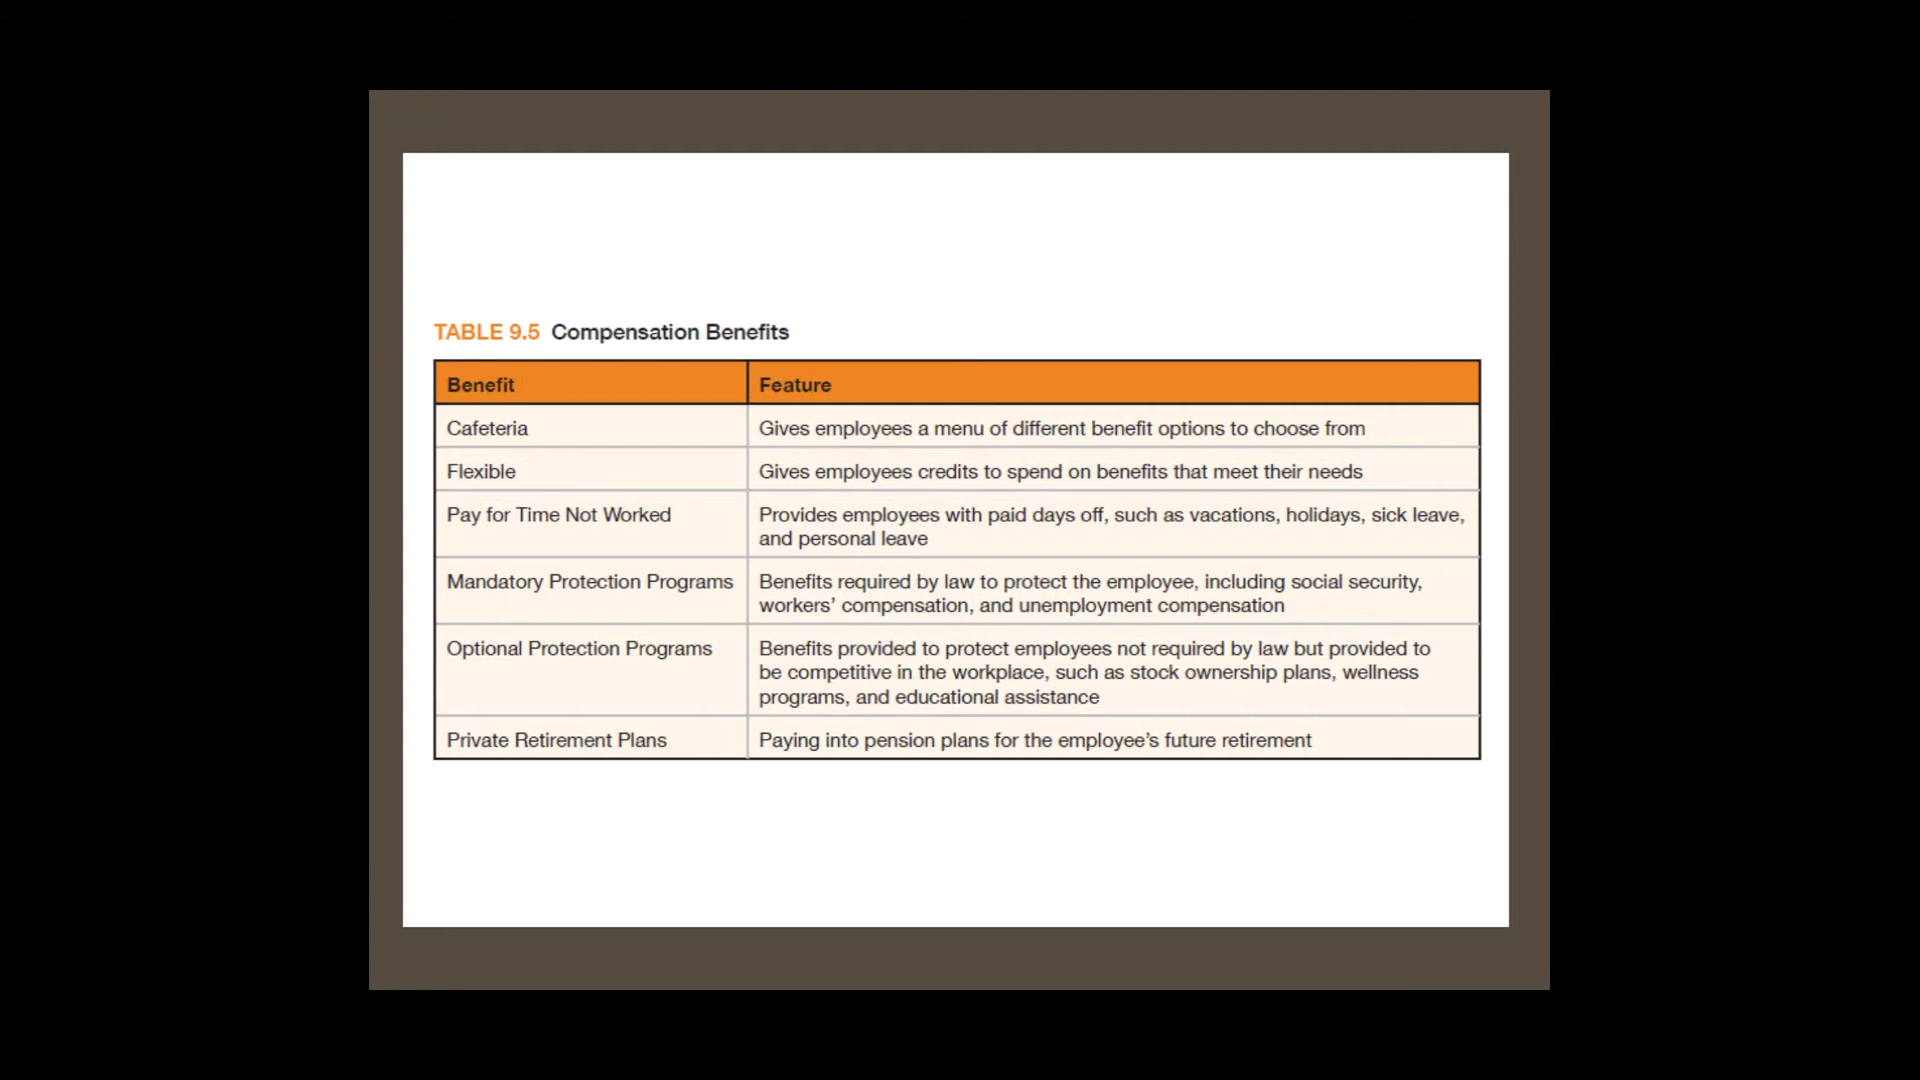 TABLE 9.5 Compensation Benefits
Benefit Feature
Cafeteria Gives employees a menu of different benefit options to choose from
Flexible Gives employees credits to spend on benefits that meet their needs
Pay for Time Not Worked Provides employees with paid days off, such as vacations, holidays, sick leave,
and personal leave
Mandatory Protection Programs Benefits required by law to protect the employee, including social security,
workers’ compensation, and unemployment compensation
Optional Protection Programs Benefits provided to protect employees not required by law but provided to
be competitive in the workplace, such as stock ownership plans, wellness
programs, and educational assistance
Private Retirement Plans Paying into pension plans for the employee’s future retirement